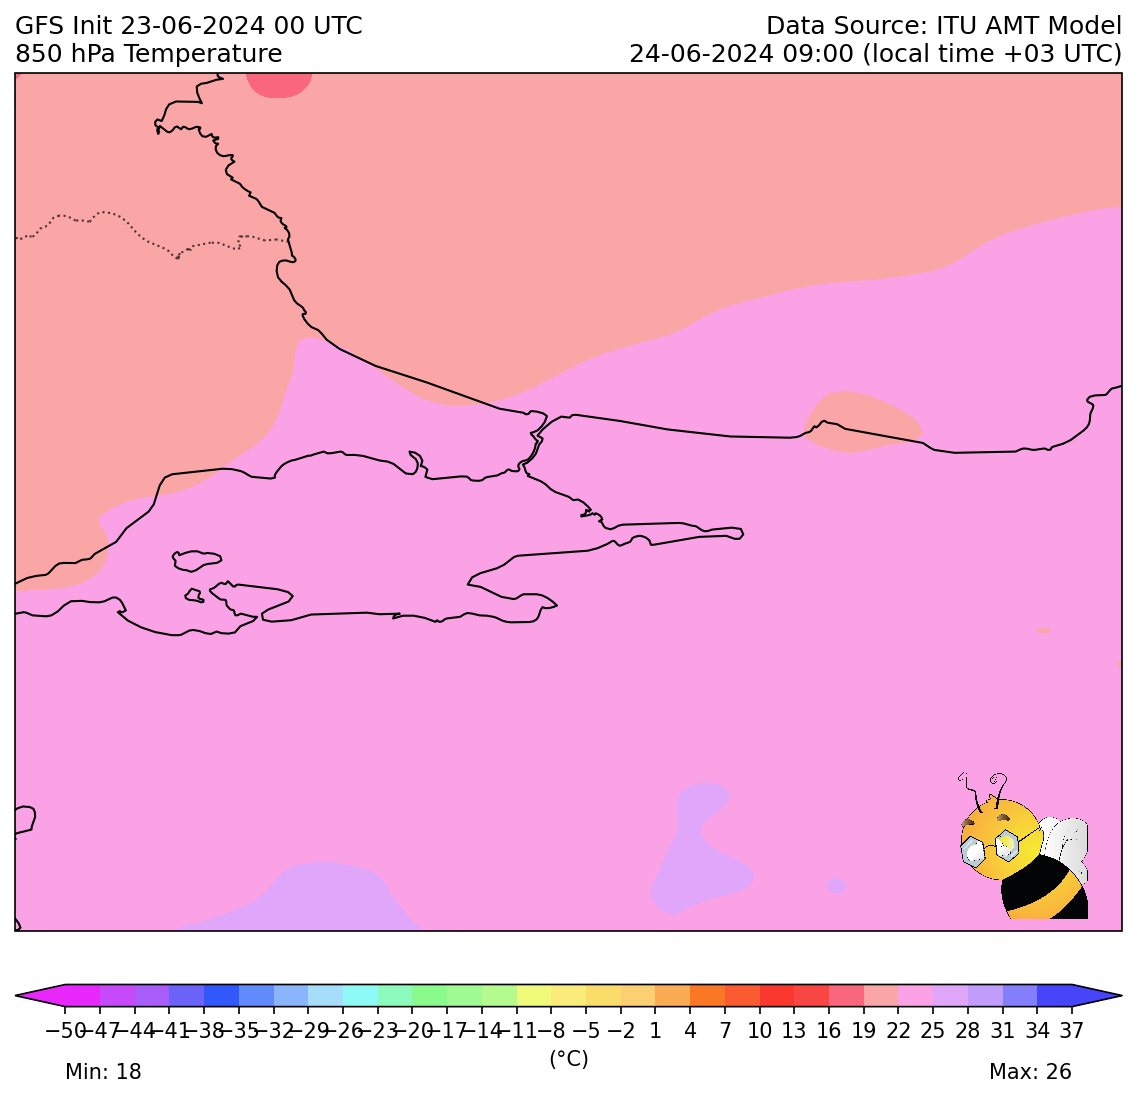 GFS Init 23-06-2024 00 UTC
Data Source: ITU AMT Model
850 hPa Temperature
24-06-2024 09:00 (local time +03 UTC)
−50 −47 −44 −41 −38 −35 −32 −29 −26 −23 −20 −17 −14 −11 −8 −5 −2 1 4 7 10 13 16 19 22 25 28 31 34 37
(°C)
Min: 18
Max: 26